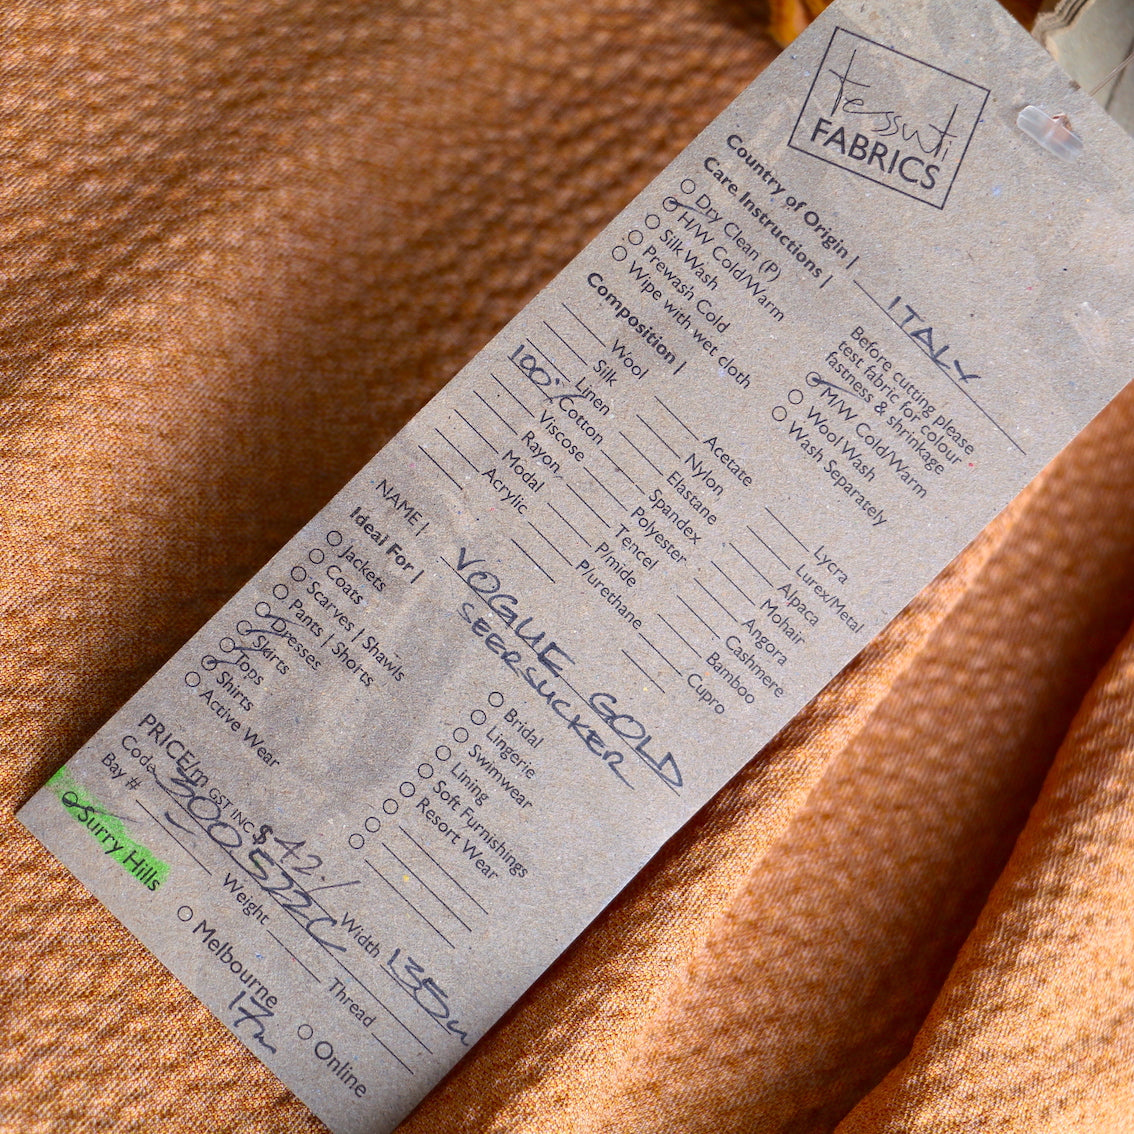 Tessuti
FABRICS
Country of Origin | ITALY
Care Instructions |
Dry Clean (P)
H/W Cold/Warm
Silk Wash
Prewash Cold
Wipe with wet cloth
Before cutting please
test fabric for colour
fastness & shrinkage
M/W Cold/Warm
Wool Wash
Wash Separately
Composition |
Wool
Silk
Linen
100% Cotton
Viscose
Rayon
Modal
Acrylic
Acetate
Nylon
Elastane
Spandex
Polyester
Tencel
P/mide
P/urethane
Lycra
Lurex/Metal
Alpaca
Mohair
Angora
Cashmere
Bamboo
Cupro
NAME | VOGUE GOLD
SEERSUCKER
Ideal For |
Jackets
Coats
Scarves | Shawls
Pants | Shorts
Dresses
Skirts
Tops
Shirts
Active Wear
Bridal
Lingerie
Swimwear
Lining
Soft Furnishings
Resort Wear
PRICE/m GST INC $42./ Width 135
Code 300522C
Bay # Weight Thread
Surry Hills
Melbourne
Online
17m